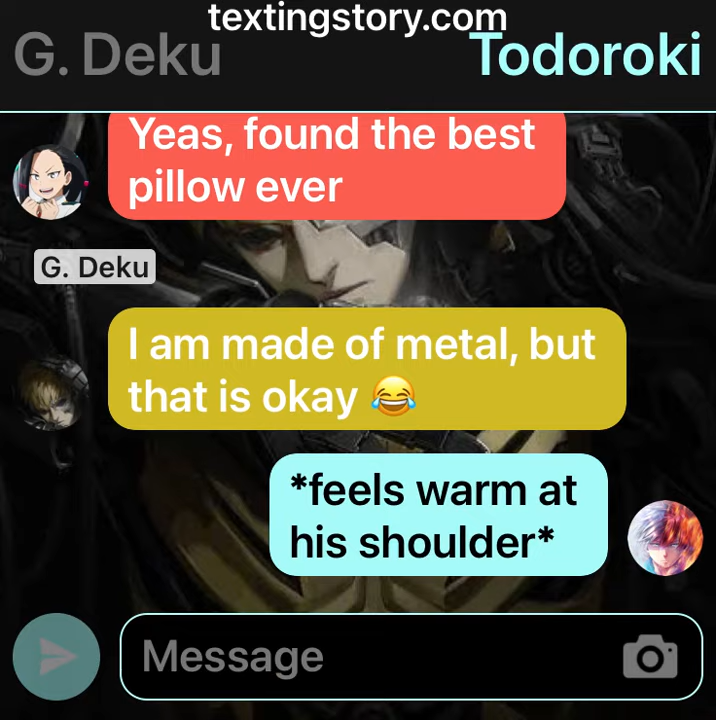 textingstory.com
G. Deku Todoroki
Yeas, found the best
pillow ever
G. Deku
I am made of metal, but
that is okay 😂
*feels warm at
his shoulder*
Message